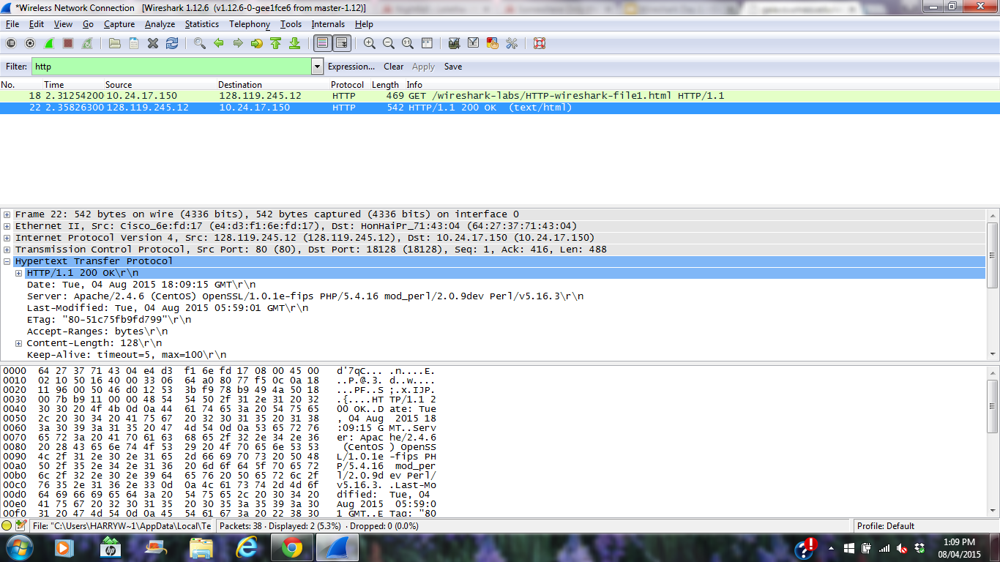 *Wireless Network Connection [Wireshark 1.12.6 (v1.12.6-0-gee1fce6 from master-1.12)]
File Edit View Go Capture Analyze Statistics Telephony Tools Internals Help
Filter: http Expression... Clear Apply Save
No. Time Source Destination Protocol Length Info
18 2.31254200 10.24.17.150 128.119.245.12 HTTP 469 GET /wireshark-labs/HTTP-wireshark-file1.html HTTP/1.1
22 2.35826300 128.119.245.12 10.24.17.150 HTTP 542 HTTP/1.1 200 OK (text/html)
Frame 22: 542 bytes on wire (4336 bits), 542 bytes captured (4336 bits) on interface 0
Ethernet II, Src: Cisco_6e:fd:17 (e4:d3:f1:6e:fd:17), Dst: HonHaiPr_71:43:04 (64:27:37:71:43:04)
Internet Protocol Version 4, Src: 128.119.245.12 (128.119.245.12), Dst: 10.24.17.150 (10.24.17.150)
Transmission Control Protocol, Src Port: 80 (80), Dst Port: 18128 (18128), Seq: 1, Ack: 416, Len: 488
Hypertext Transfer Protocol
HTTP/1.1 200 OK\r\n
Date: Tue, 04 Aug 2015 18:09:15 GMT\r\n
Server: Apache/2.4.6 (CentOS) OpenSSL/1.0.1e-fips PHP/5.4.16 mod_perl/2.0.9dev Perl/v5.16.3\r\n
Last-Modified: Tue, 04 Aug 2015 05:59:01 GMT\r\n
ETag: "80-51c75fb9fd799"\r\n
Accept-Ranges: bytes\r\n
Content-Length: 128\r\n
Keep-Alive: timeout=5, max=100\r\n
0000 64 27 37 71 43 04 e4 d3 f1 6e fd 17 08 00 45 00 d'7qC... .n....E.
0010 02 10 50 16 40 00 33 06 64 a0 80 77 f5 0c 0a 18 ..P.@.3. d..w....
0020 11 96 00 50 46 d0 12 53 3b f9 78 b9 49 4a 50 18 ...PF..S ;.x.IJP.
0030 00 7b b9 11 00 00 48 54 54 50 2f 31 2e 31 20 32 .{....HT TP/1.1 2
0040 30 30 20 4f 4b 0d 0a 44 61 74 65 3a 20 54 75 65 00 OK..D ate: Tue
0050 2c 20 30 34 20 41 75 67 20 32 30 31 35 20 31 38 , 04 Aug 2015 18
0060 3a 30 39 3a 31 35 20 47 4d 54 0d 0a 53 65 72 76 :09:15 G MT..Serv
0070 65 72 3a 20 41 70 61 63 68 65 2f 32 2e 34 2e 36 er: Apac he/2.4.6
0080 20 28 43 65 6e 74 4f 53 29 20 4f 70 65 6e 53 53 (CentOS ) OpenSS
0090 4c 2f 31 2e 30 2e 31 65 2d 66 69 70 73 20 50 48 L/1.0.1e -fips PH
00a0 50 2f 35 2e 34 2e 31 36 20 6d 6f 64 5f 70 65 72 P/5.4.16 mod_per
00b0 6c 2f 32 2e 30 2e 39 64 65 76 20 50 65 72 6c 2f l/2.0.9d ev Perl/
00c0 76 35 2e 31 36 2e 33 0d 0a 4c 61 73 74 2d 4d 6f v5.16.3. .Last-Mo
00d0 64 69 66 69 65 64 3a 20 54 75 65 2c 20 30 34 20 dified: Tue, 04
00e0 41 75 67 20 32 30 31 35 20 30 35 3a 35 39 3a 30 Aug 2015 05:59:0
00f0 31 20 47 4d 54 0d 0a 45 54 61 67 3a 20 22 38 30 1 GMT..E Tag: "80
File: "C:\Users\HARRYW~1\AppData\Local\Te Packets: 38 · Displayed: 2 (5.3%) · Dropped: 0 (0.0%) Profile: Default
1:09 PM
08/04/2015